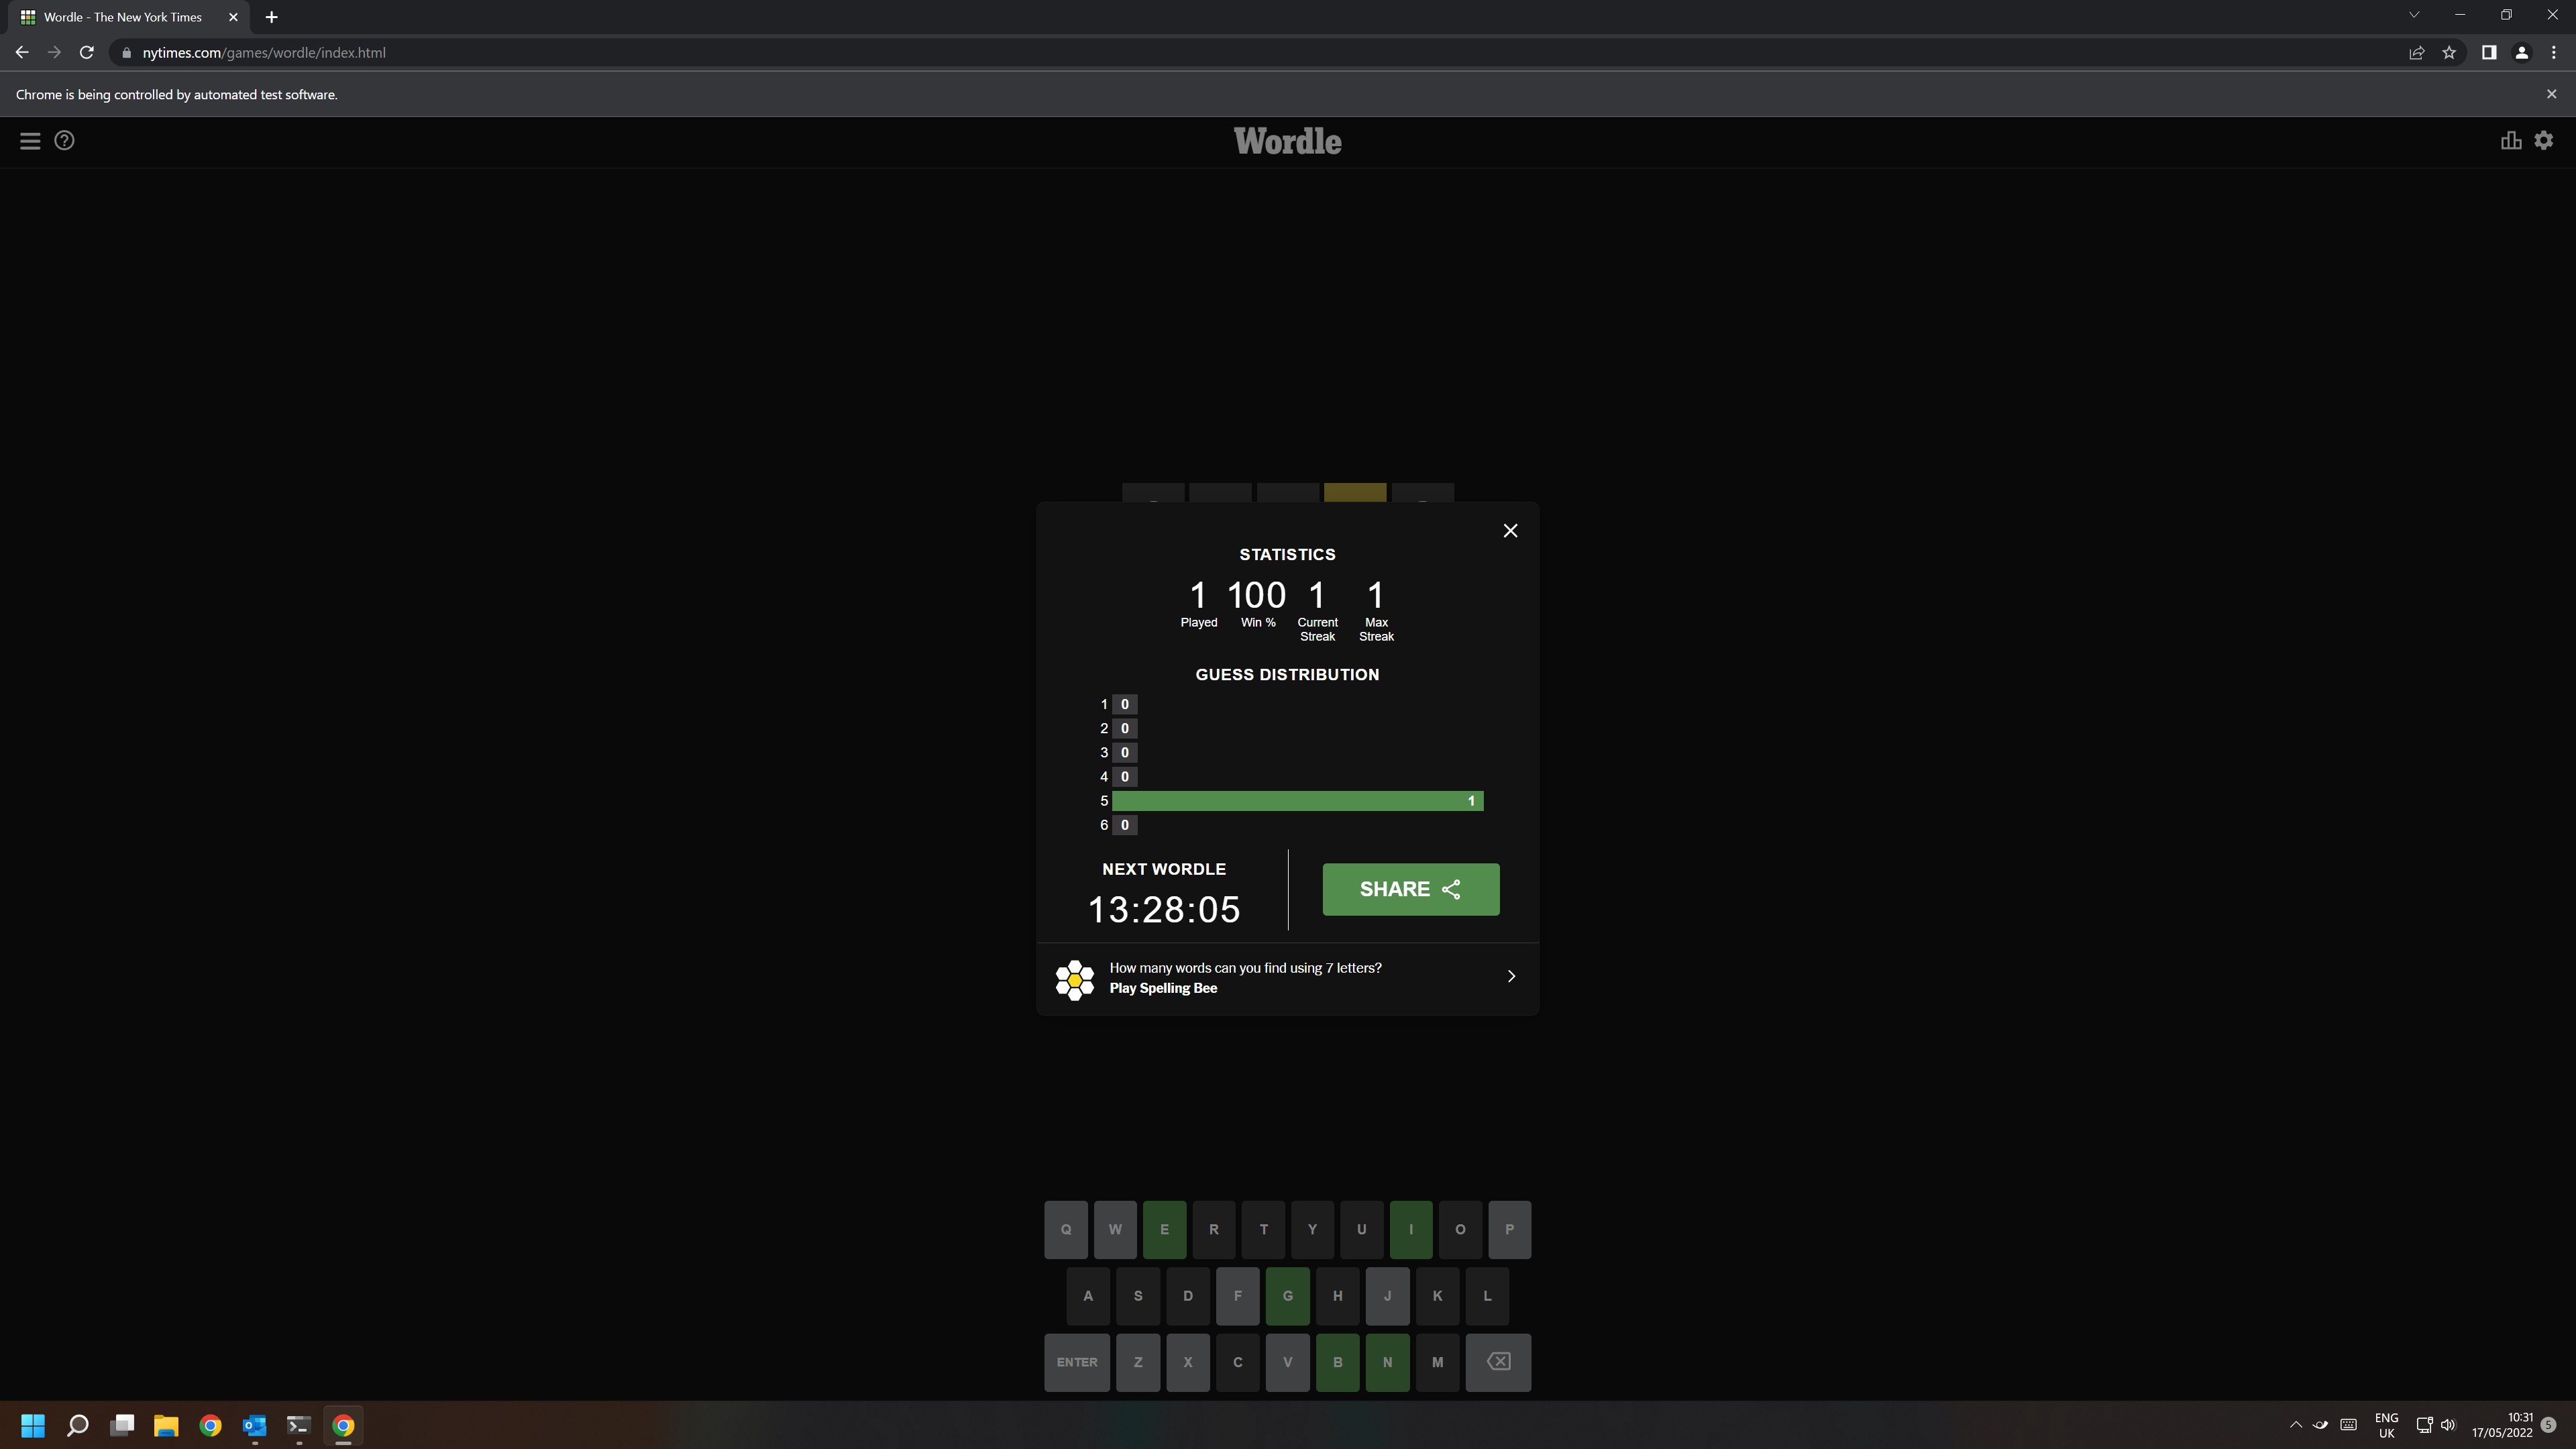 Wordle - The New York Times
nytimes.com/games/wordle/index.html
Chrome is being controlled by automated test software.
Wordle
STATISTICS
1 100 1 1
Played Win % Current Streak Max Streak
GUESS DISTRIBUTION
1 0
2 0
3 0
4 0
5 1
6 0
NEXT WORDLE
13:28:05
SHARE
How many words can you find using 7 letters?
Play Spelling Bee
Q W E R T Y U I O P
A S D F G H J K L
ENTER Z X C V B N M
ENG
UK
10:31
17/05/2022
5